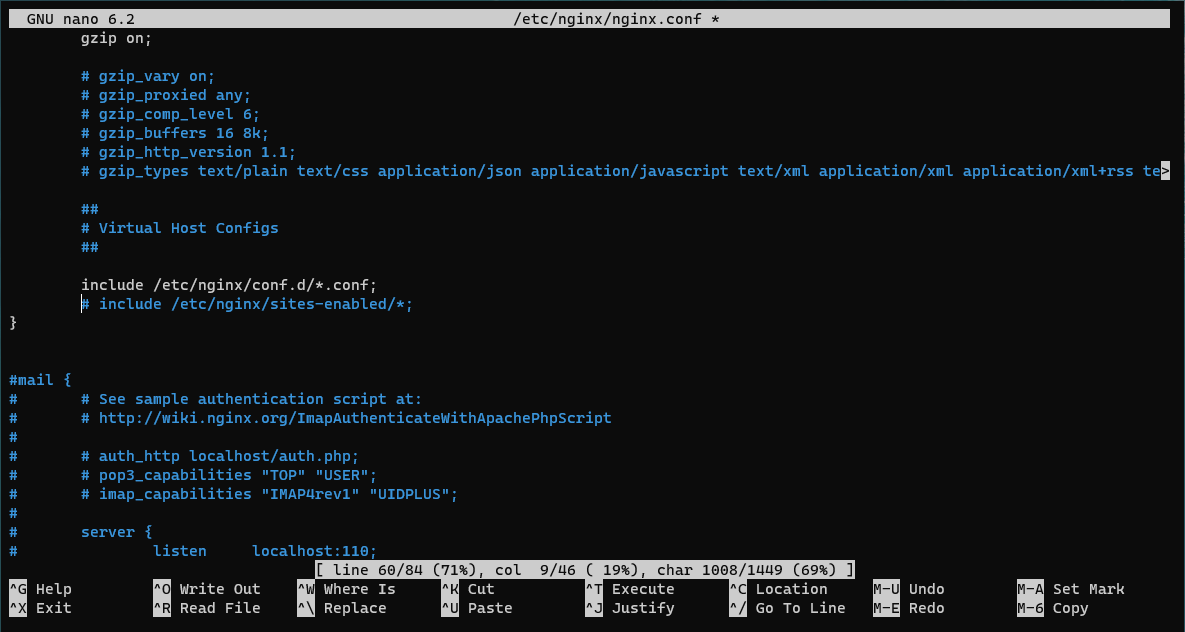 GNU nano 6.2 /etc/nginx/nginx.conf *
gzip on;
# gzip_vary on;
# gzip_proxied any;
# gzip_comp_level 6;
# gzip_buffers 16 8k;
# gzip_http_version 1.1;
# gzip_types text/plain text/css application/json application/javascript text/xml application/xml application/xml+rss te>
##
# Virtual Host Configs
##
include /etc/nginx/conf.d/*.conf;
# include /etc/nginx/sites-enabled/*;
}
#mail {
# # See sample authentication script at:
# # http://wiki.nginx.org/ImapAuthenticateWithApachePhpScript
#
# # auth_http localhost/auth.php;
# # pop3_capabilities "TOP" "USER";
# # imap_capabilities "IMAP4rev1" "UIDPLUS";
#
# server {
# listen localhost:110;
[ line 60/84 (71%), col 9/46 ( 19%), char 1008/1449 (69%) ]
^G Help ^O Write Out ^W Where Is ^K Cut ^T Execute ^C Location M-U Undo M-A Set Mark
^X Exit ^R Read File ^\ Replace ^U Paste ^J Justify ^/ Go To Line M-E Redo M-6 Copy